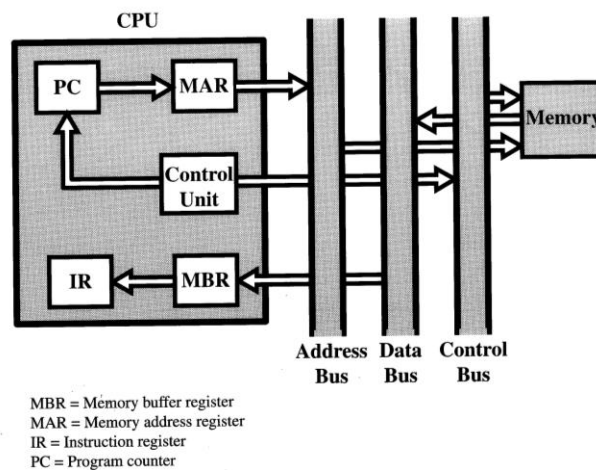 CPU
PC
MAR
Memory
Control
Unit
IR
MBR
Address Data Control
Bus Bus Bus
MBR = Memory buffer register
MAR = Memory address register
IR = Instruction register
PC = Program counter